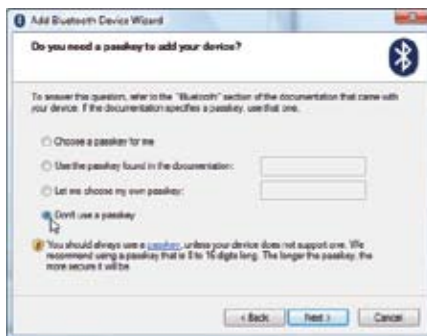 Add Bluetooth Device Wizard
Do you need a passkey to add your device?
To answer this question, refer to the "Bluetooth" section of the documentation that came with
your device. If the documentation specifies a passkey, use that one.
Choose a passkey for me
Use the passkey found in the documentation:
Let me choose my own passkey:
Don't use a passkey
You should always use a passkey, unless your device does not support one. We
recommend using a passkey that is 8 to 16 digits long. The longer the passkey, the
more secure it will be.
< Back Next > Cancel